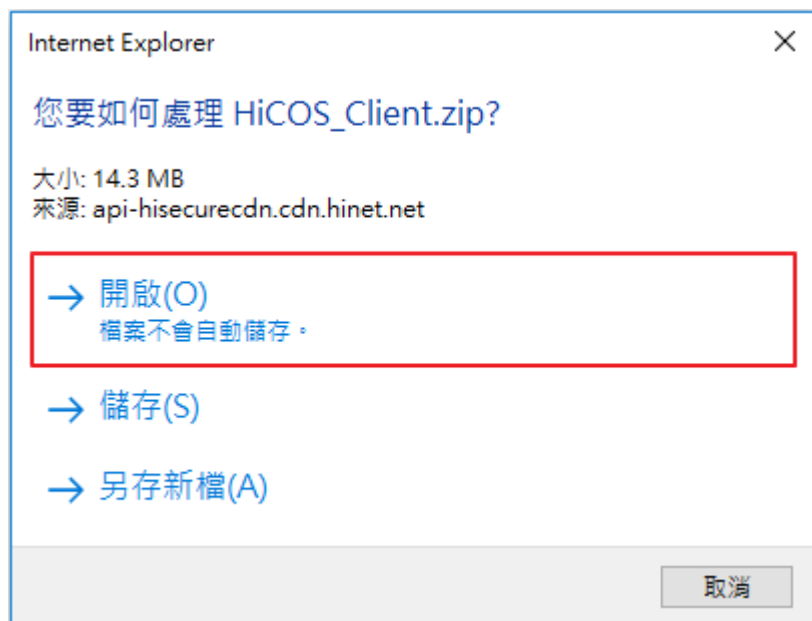 Internet Explorer
您要如何處理 HiCOS_Client.zip?
大小: 14.3 MB
來源: api-hisecurecdn.cdn.hinet.net
開啟(O)
檔案不會自動儲存。
儲存(S)
另存新檔(A)
取消